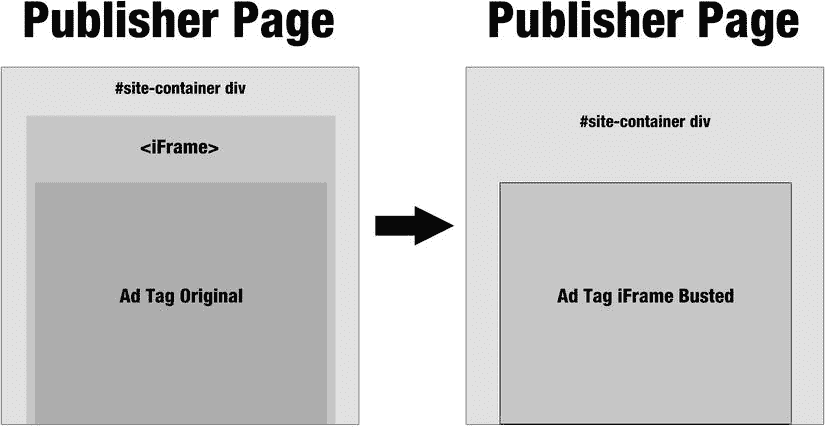 Publisher Page
#site-container div
<iFrame>
Ad Tag Original
Publisher Page
#site-container div
Ad Tag iFrame Busted